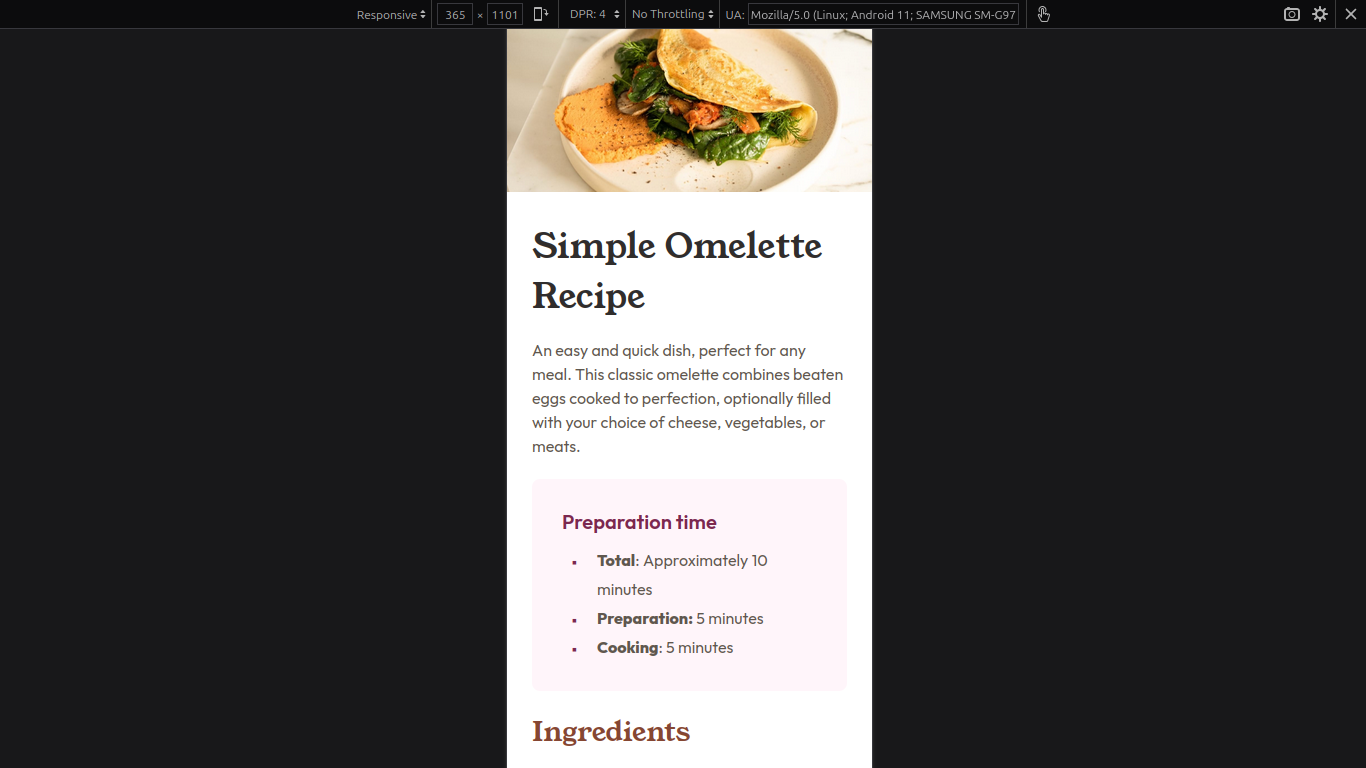 Responsive 365 × 1101 DPR: 4 No Throttling UA: Mozilla/5.0 (Linux; Android 11; SAMSUNG SM-G97
Simple Omelette
Recipe
An easy and quick dish, perfect for any
meal. This classic omelette combines beaten
eggs cooked to perfection, optionally filled
with your choice of cheese, vegetables, or
meats.
Preparation time
▪ Total: Approximately 10
minutes
▪ Preparation: 5 minutes
▪ Cooking: 5 minutes
Ingredients